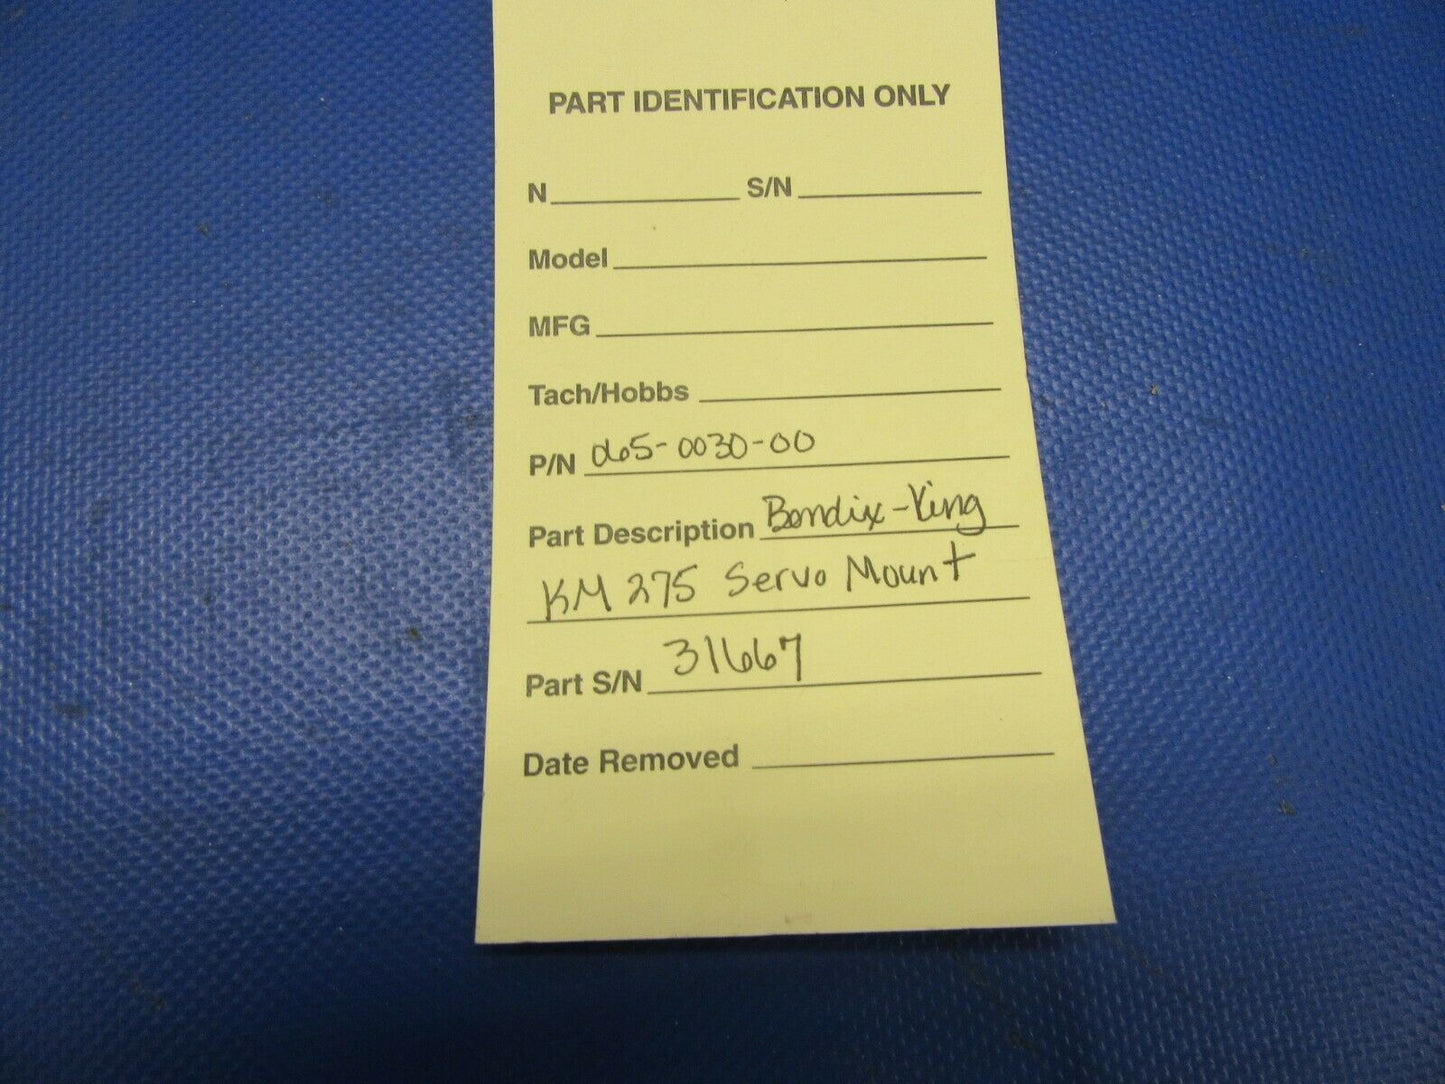 PART IDENTIFICATION ONLY
N S/N
Model
MFG
Tach/Hobbs
P/N 065-0030-00
Part Description Bendix-King
KM 275 Servo Mount
Part S/N 31667
Date Removed